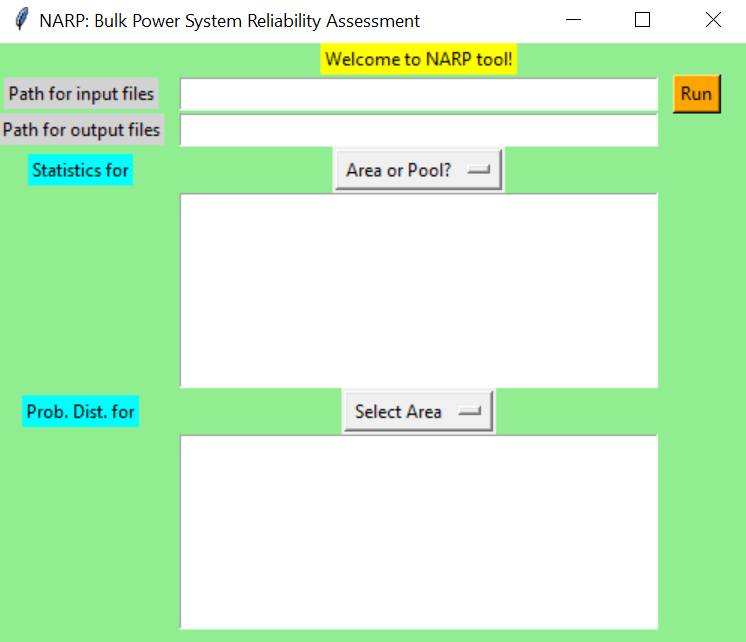 NARP: Bulk Power System Reliability Assessment
Welcome to NARP tool!
Path for input files
Run
Path for output files
Statistics for
Area or Pool?
Prob. Dist. for
Select Area